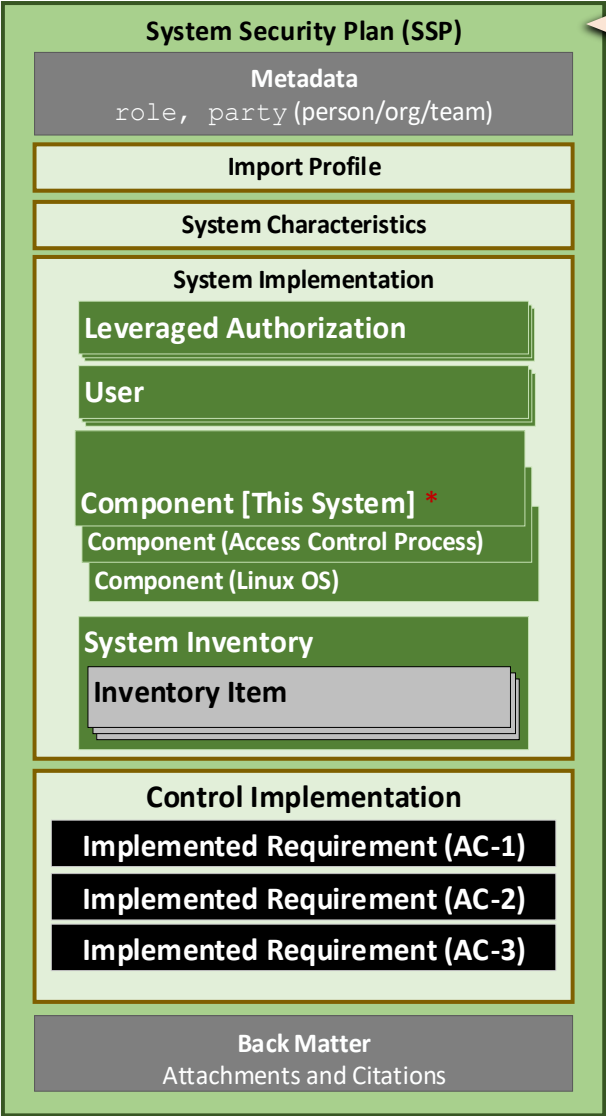 System Security Plan (SSP)
Metadata
role, party (person/org/team)
Import Profile
System Characteristics
System Implementation
Leveraged Authorization
User
Component [This System] *
Component (Access Control Process)
Component (Linux OS)
System Inventory
Inventory Item
Control Implementation
Implemented Requirement (AC-1)
Implemented Requirement (AC-2)
Implemented Requirement (AC-3)
Back Matter
Attachments and Citations